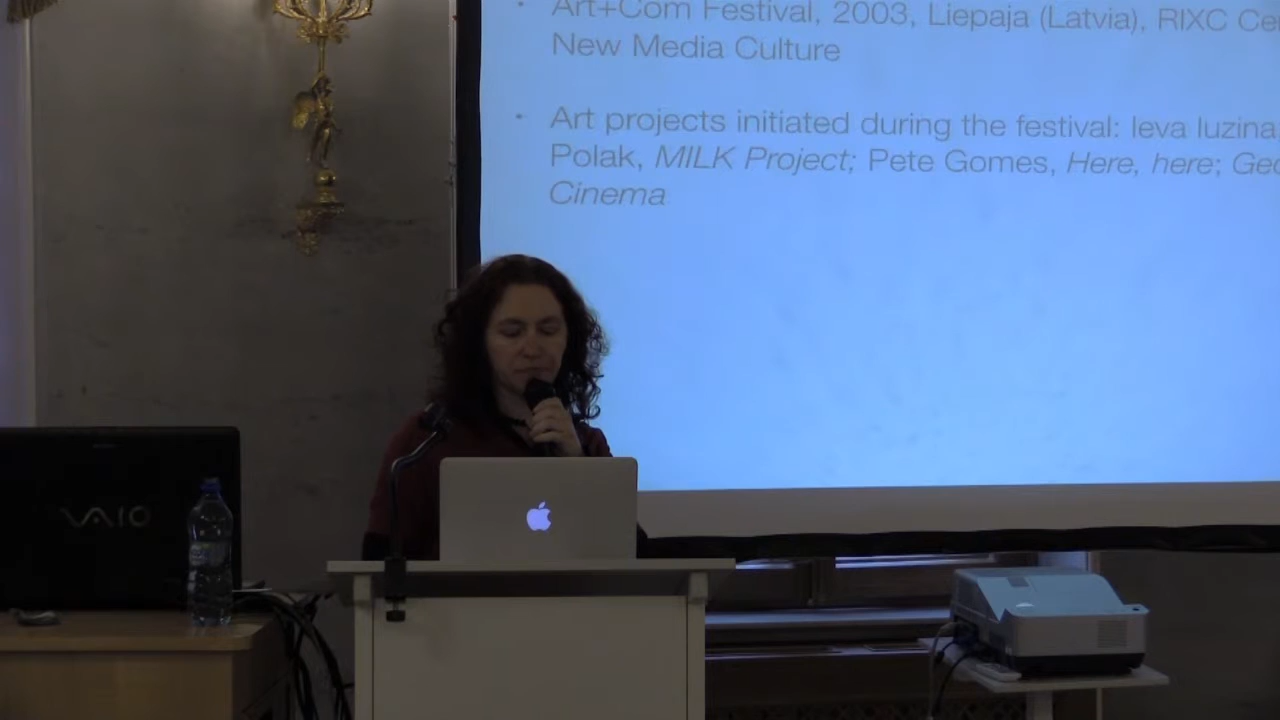 Art+Com Festival, 2003, Liepaja (Latvia), RIXC
New Media Culture
Art projects initiated during the festival: Ieva Iuzina,
Polak, MILK Project; Pete Gomes, Here, here;
Cinema
VAIO